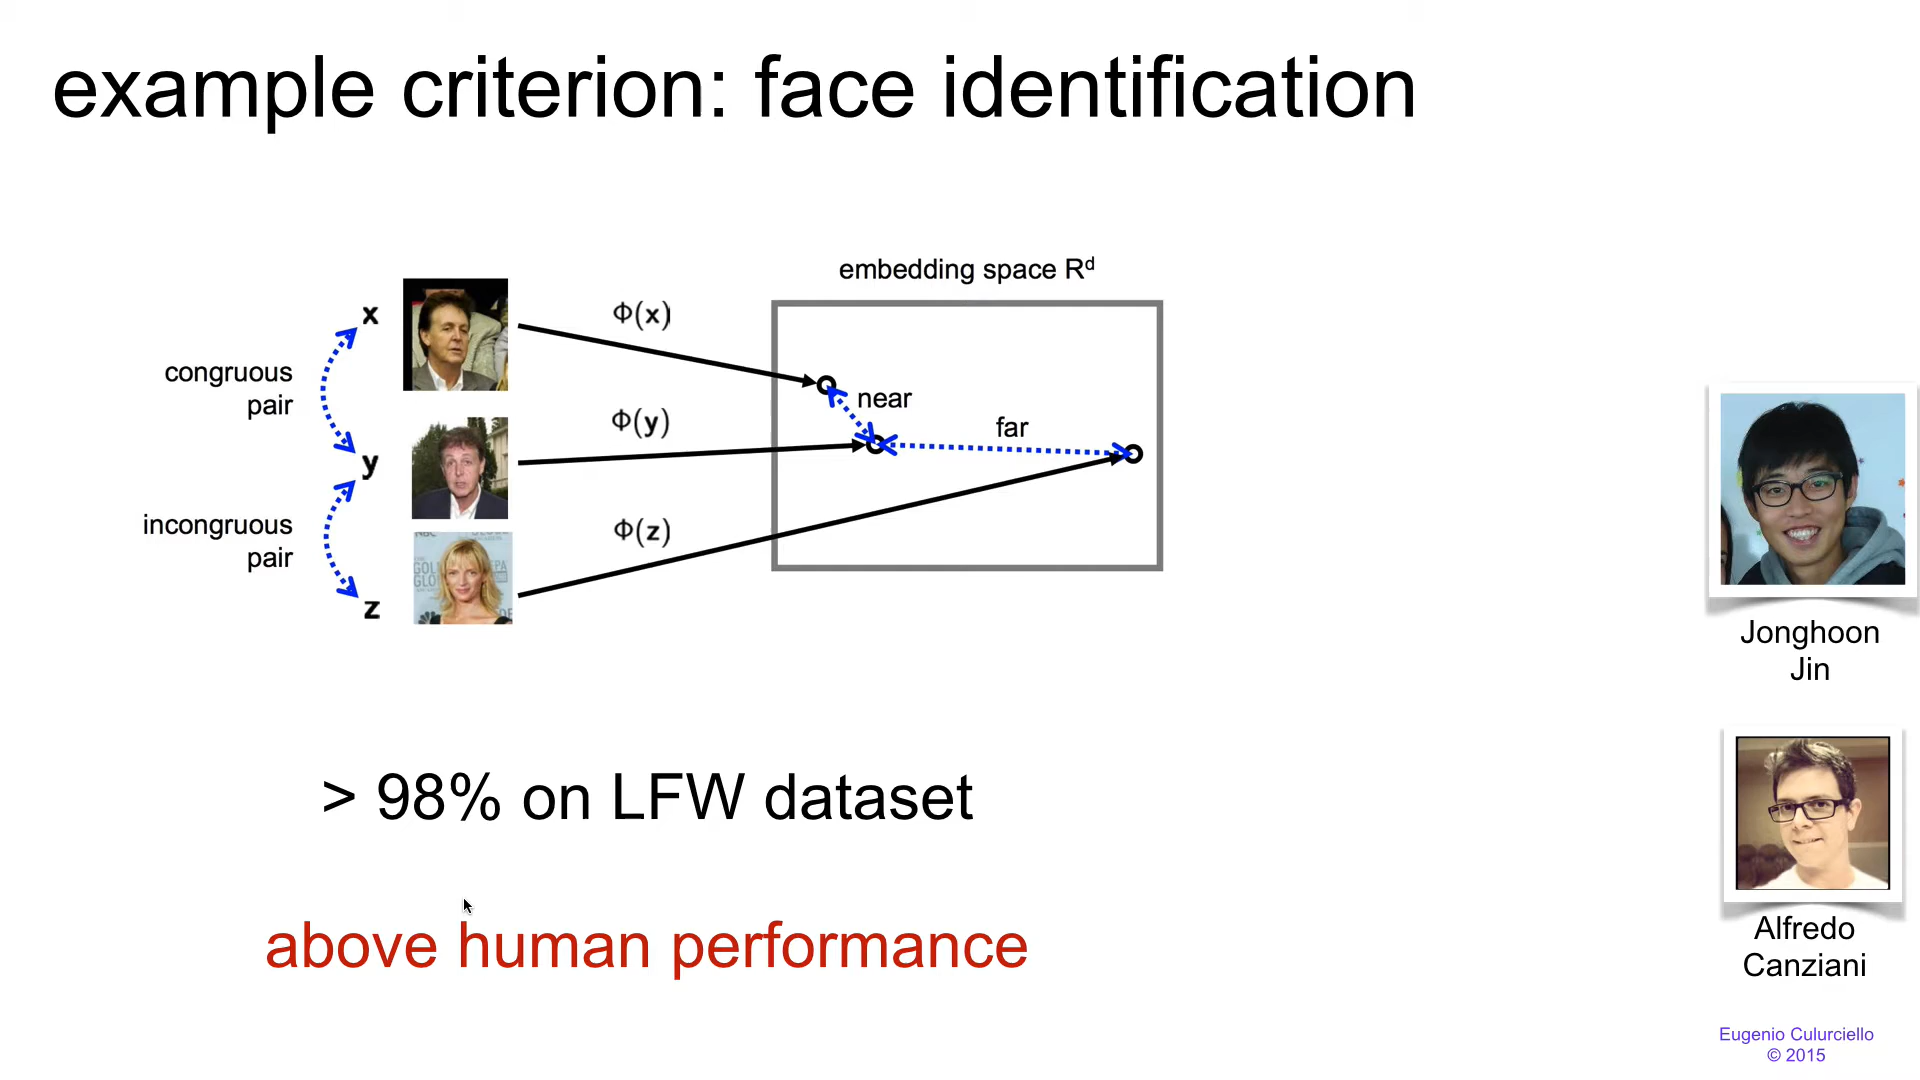 example criterion: face identification
embedding space Rᵈ
x
Φ(x)
congruous
pair
near
Φ(y)
far
y
incongruous
pair
Φ(z)
z
> 98% on LFW dataset
above human performance
Jonghoon
Jin
Alfredo
Canziani
Eugenio Culurciello
© 2015